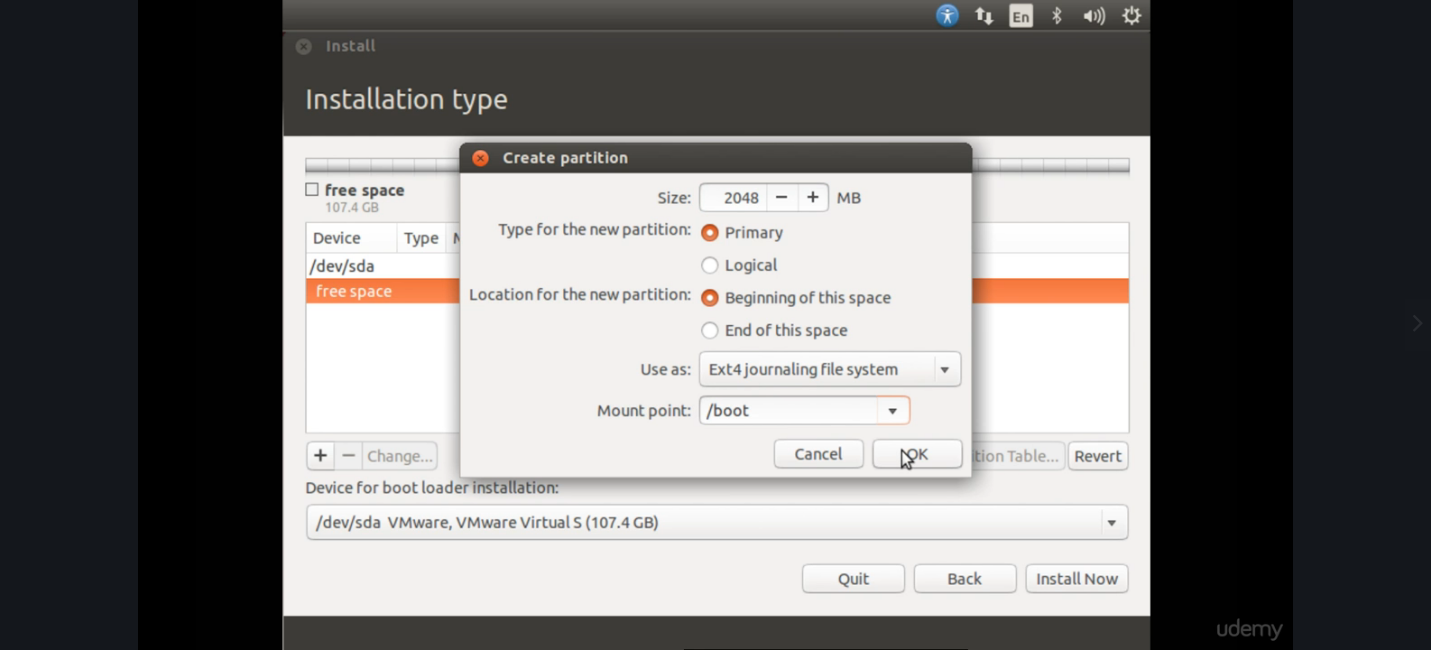 En
Install
Installation type
Create partition
free space
107.4 GB
Size: 2048 − + MB
Type for the new partition: Primary
Logical
Location for the new partition: Beginning of this space
End of this space
Use as: Ext4 journaling file system
Mount point: /boot
Cancel OK
Device Type
/dev/sda
free space
+ − Change... Table... Revert
Device for boot loader installation:
/dev/sda VMware, VMware Virtual S (107.4 GB)
Quit Back Install Now
udemy